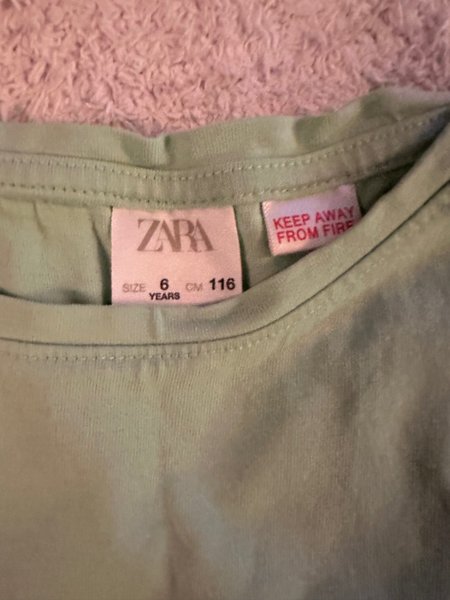 ZARA
SIZE 6 CM 116
YEARS
KEEP AWAY
FROM FIRE